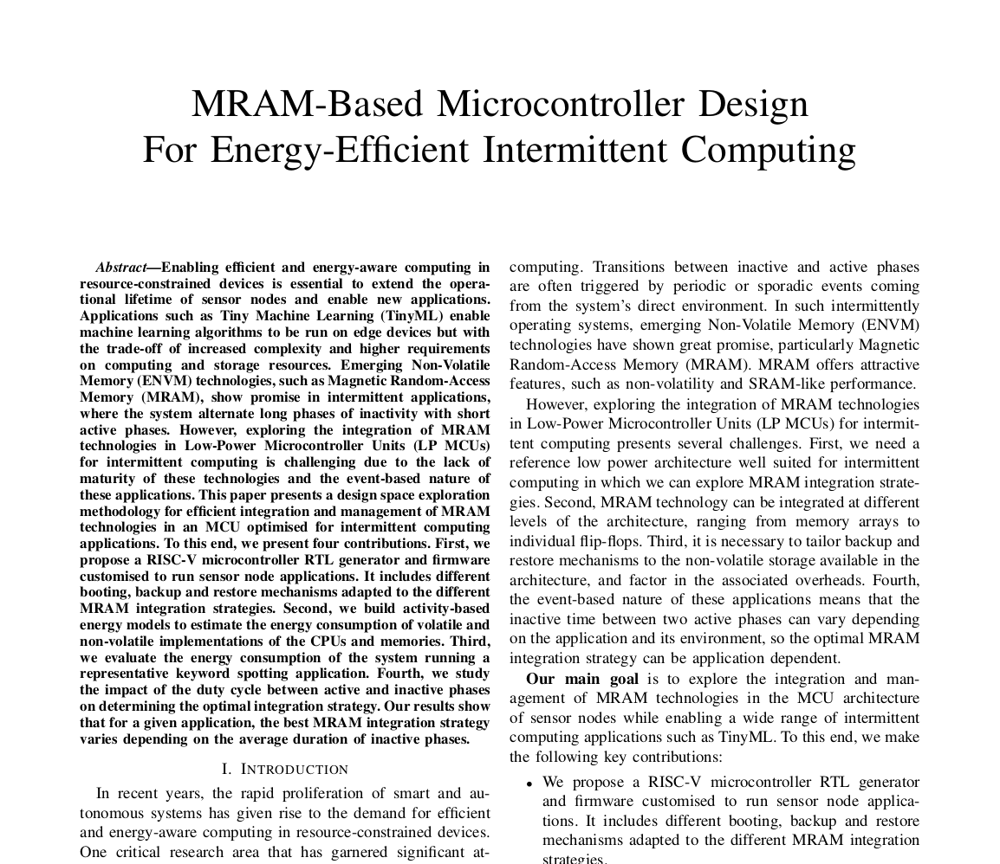 MRAM-Based Microcontroller Design
For Energy-Efficient Intermittent Computing
Abstract—Enabling efficient and energy-aware computing in
resource-constrained devices is essential to extend the opera-
tional lifetime of sensor nodes and enable new applications.
Applications such as Tiny Machine Learning (TinyML) enable
machine learning algorithms to be run on edge devices but with
the trade-off of increased complexity and higher requirements
on computing and storage resources. Emerging Non-Volatile
Memory (ENVM) technologies, such as Magnetic Random-Access
Memory (MRAM), show promise in intermittent applications,
where the system alternate long phases of inactivity with short
active phases. However, exploring the integration of MRAM
technologies in Low-Power Microcontroller Units (LP MCUs)
for intermittent computing is challenging due to the lack of
maturity of these technologies and the event-based nature of
these applications. This paper presents a design space exploration
methodology for efficient integration and management of MRAM
technologies in an MCU optimised for intermittent computing
applications. To this end, we present four contributions. First, we
propose a RISC-V microcontroller RTL generator and firmware
customised to run sensor node applications. It includes different
booting, backup and restore mechanisms adapted to the different
MRAM integration strategies. Second, we build activity-based
energy models to estimate the energy consumption of volatile and
non-volatile implementations of the CPUs and memories. Third,
we evaluate the energy consumption of the system running a
representative keyword spotting application. Fourth, we study
the impact of the duty cycle between active and inactive phases
on determining the optimal integration strategy. Our results show
that for a given application, the best MRAM integration strategy
varies depending on the average duration of inactive phases.
I. INTRODUCTION
In recent years, the rapid proliferation of smart and au-
tonomous systems has given rise to the demand for efficient
and energy-aware computing in resource-constrained devices.
One critical research area that has garnered significant at-
computing. Transitions between inactive and active phases
are often triggered by periodic or sporadic events coming
from the system's direct environment. In such intermittently
operating systems, emerging Non-Volatile Memory (ENVM)
technologies have shown great promise, particularly Magnetic
Random-Access Memory (MRAM). MRAM offers attractive
features, such as non-volatility and SRAM-like performance.
However, exploring the integration of MRAM technologies
in Low-Power Microcontroller Units (LP MCUs) for intermit-
tent computing presents several challenges. First, we need a
reference low power architecture well suited for intermittent
computing in which we can explore MRAM integration strate-
gies. Second, MRAM technology can be integrated at different
levels of the architecture, ranging from memory arrays to
individual flip-flops. Third, it is necessary to tailor backup and
restore mechanisms to the non-volatile storage available in the
architecture, and factor in the associated overheads. Fourth,
the event-based nature of these applications means that the
inactive time between two active phases can vary depending
on the application and its environment, so the optimal MRAM
integration strategy can be application dependent.
Our main goal is to explore the integration and man-
agement of MRAM technologies in the MCU architecture
of sensor nodes while enabling a wide range of intermittent
computing applications such as TinyML. To this end, we make
the following key contributions:
• We propose a RISC-V microcontroller RTL generator
and firmware customised to run sensor node applica-
tions. It includes different booting, backup and restore
mechanisms adapted to the different MRAM integration
strategies.